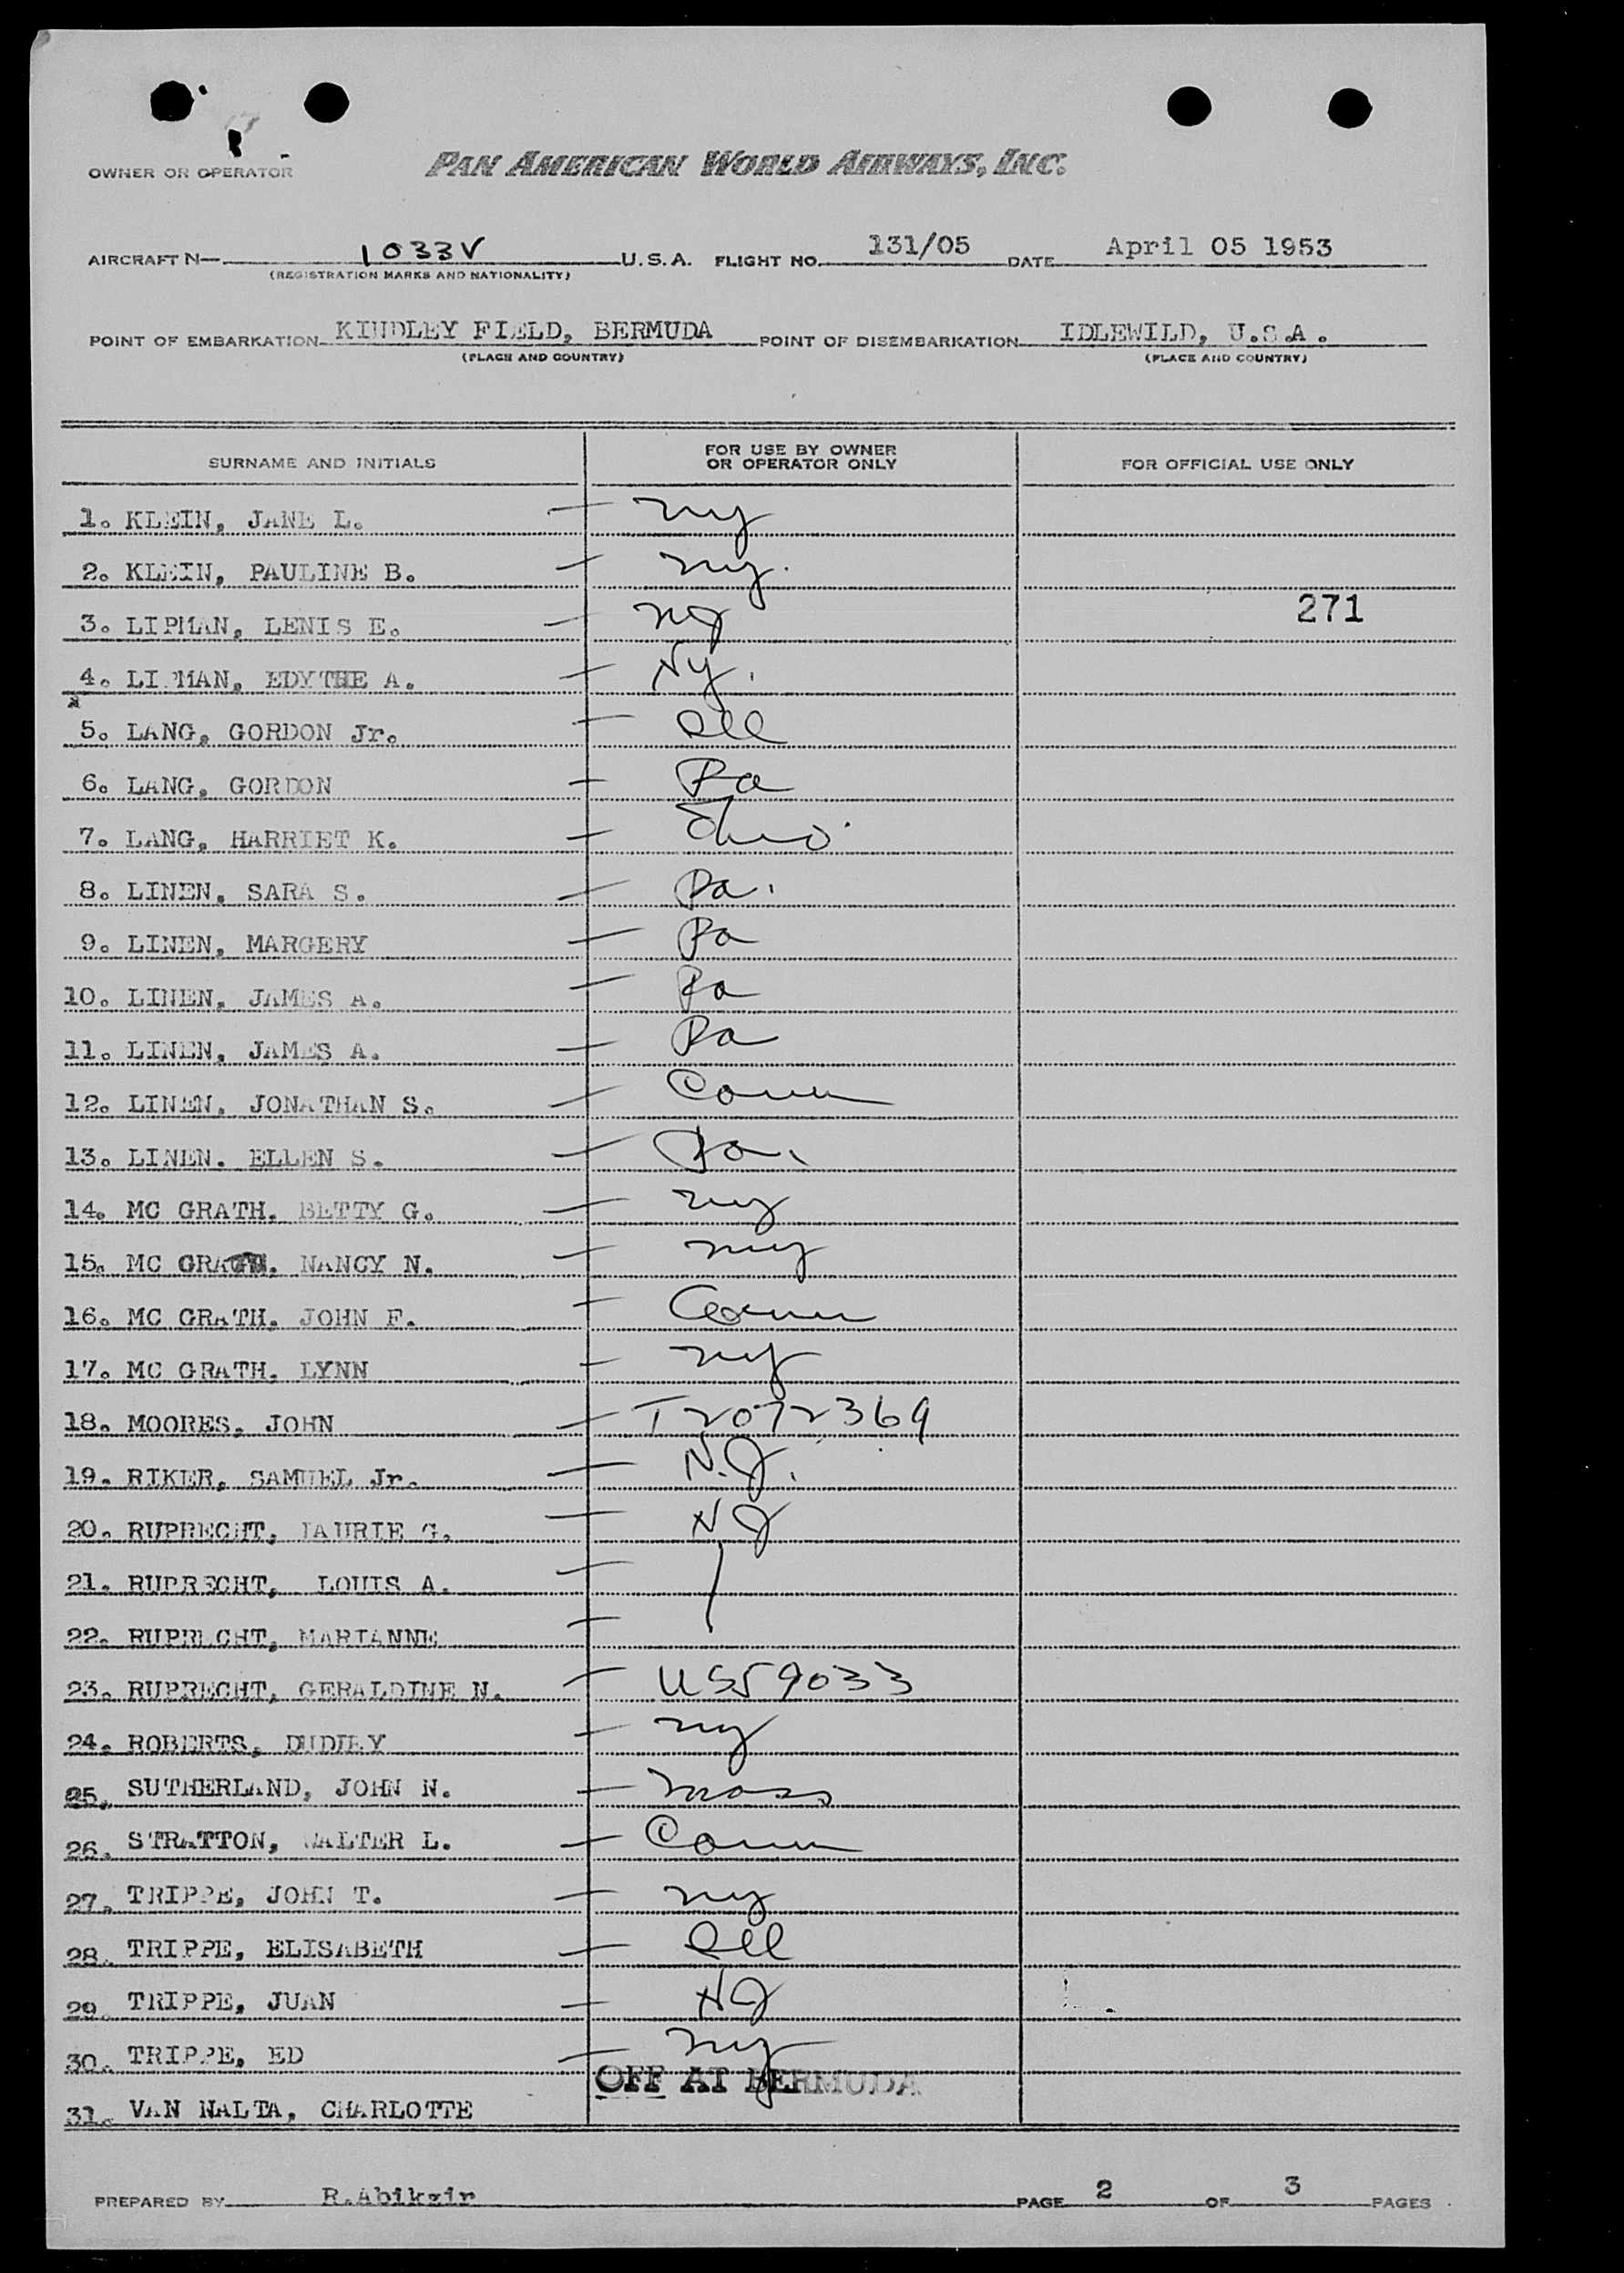 OWNER OR OPERATOR PAN AMERICAN WORLD AIRWAYS, INC.
AIRCRAFT N— 1033V U.S.A. FLIGHT NO. 131/05 DATE April 05 1953
(REGISTRATION MARKS AND NATIONALITY)
POINT OF EMBARKATION KINDLEY FIELD, BERMUDA POINT OF DISEMBARKATION IDLEWILD, U.S.A.
(PLACE AND COUNTRY) (PLACE AND COUNTRY)
SURNAME AND INITIALS FOR USE BY OWNER OR OPERATOR ONLY FOR OFFICIAL USE ONLY
1. KLEIN, JANE L. — ny
2. KLEIN, PAULINE B. — ny.
271
3. LIPMAN, LENIS E. — NJ
4. LIPMAN, EDYTHE A. — Ny.
5. LANG, GORDON Jr. — Ill
6. LANG, GORDON — Pa
7. LANG, HARRIET K. — Ohio.
8. LINEN, SARA S. — Pa.
9. LINEN, MARGERY — Pa
10. LINEN, JAMES A. — Pa
11. LINEN, JAMES A. — Pa
12. LINEN, JONATHAN S. — Conn
13. LINEN. ELLEN S. — Pa.
14. MC GRATH. BETTY G. — ny
15. MC GRATH. NANCY N. — ny
16. MC GRATH. JOHN F. — Conn
17. MC GRATH. LYNN — ny
18. MOORES, JOHN — T2072369
19. RIKER, SAMUEL Jr. — N.J.
20. RUPRECHT, LAURIE G. — NJ
21. RUPRECHT, LOUIS A. —
22. RUPRECHT, MARIANNE —
23. RUPRECHT, GERALDINE N. — US59033
24. ROBERTS, DUDLEY — ny
25. SUTHERLAND, JOHN N. — mass
26. STRATTON, WALTER L. — Conn
27. TRIPPE, JOHN T. — ny
28. TRIPPE, ELISABETH — Ill
29. TRIPPE, JUAN — NJ
30. TRIPPE, ED — ny
OFF AT BERMUDA
31. VAN NALTA, CHARLOTTE
PREPARED BY R.Abikzir PAGE 2 OF 3 PAGES